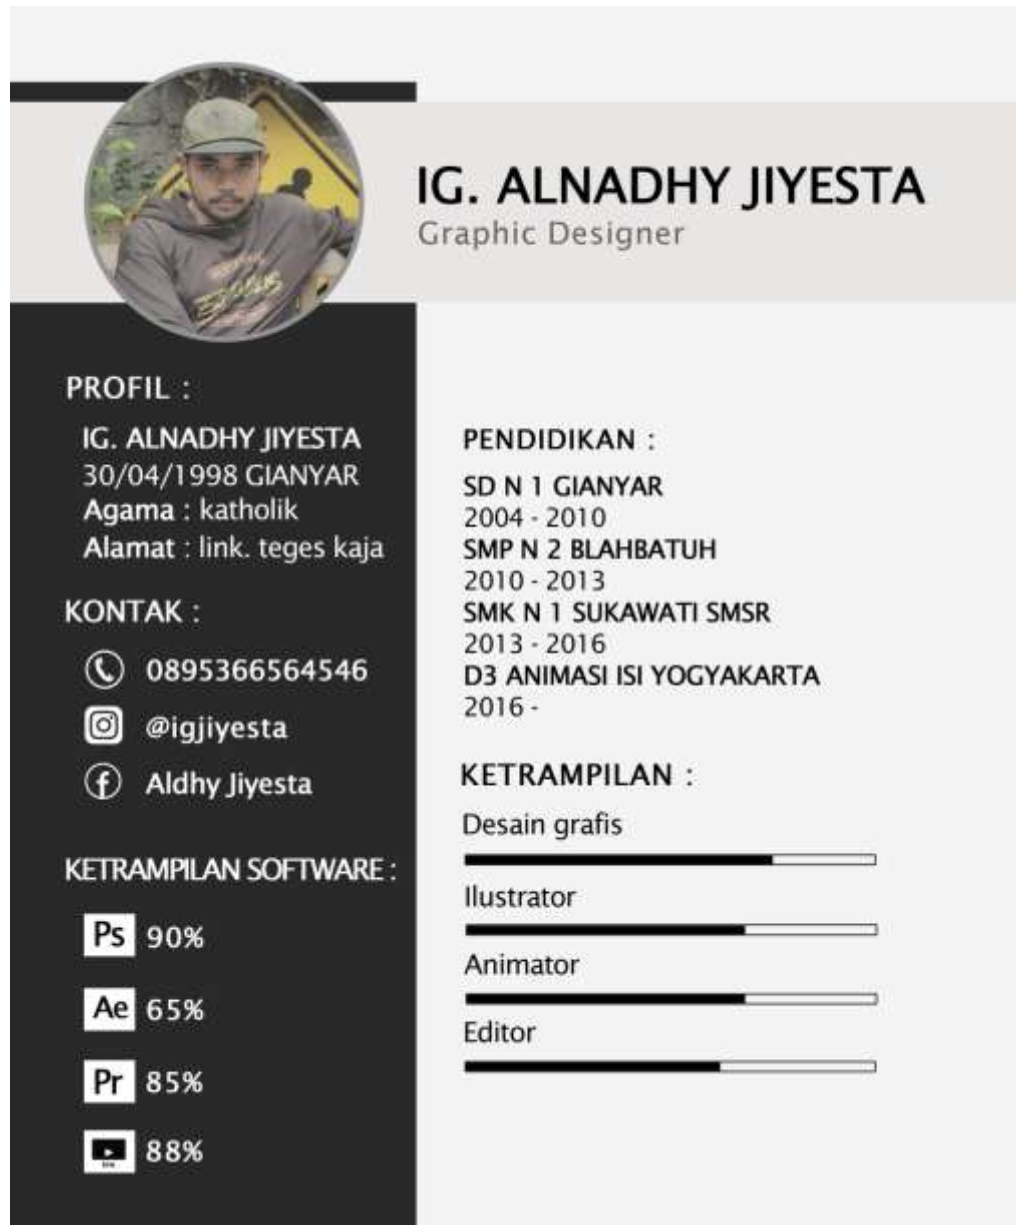 IG. ALNADHY JIYESTA
Graphic Designer
PROFIL :
IG. ALNADHY JIYESTA
30/04/1998 GIANYAR
Agama : katholik
Alamat : link. teges kaja
KONTAK :
0895366564546
@igjiyesta
Aldhy Jiyesta
KETRAMPILAN SOFTWARE :
Ps 90%
Ae 65%
Pr 85%
88%
PENDIDIKAN :
SD N 1 GIANYAR
2004 - 2010
SMP N 2 BLAHBATUH
2010 - 2013
SMK N 1 SUKAWATI SMSR
2013 - 2016
D3 ANIMASI ISI YOGYAKARTA
2016 -
KETRAMPILAN :
Desain grafis
Ilustrator
Animator
Editor